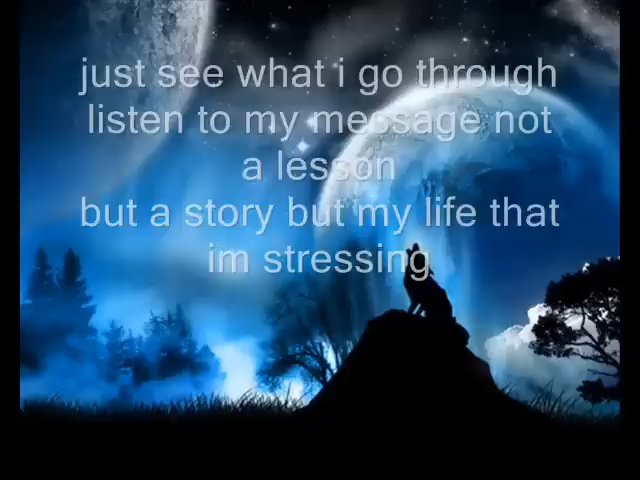 just see what i go through
listen to my message not
a lesson
but a story but my life that
im stressing